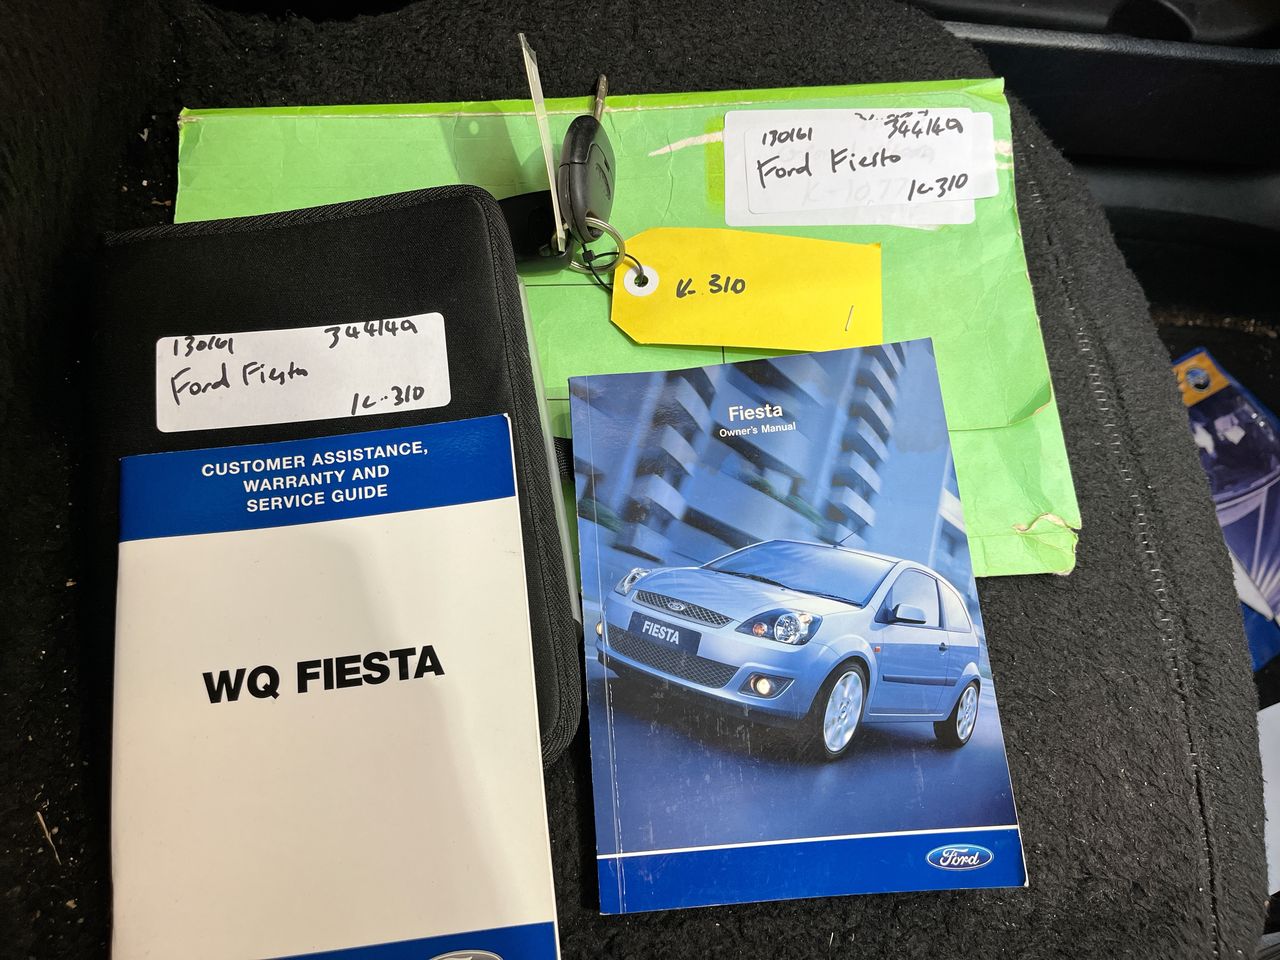 130161 344149
Ford Fiesta
K-310
K-310
130161 344149
Ford Fiesta
K-310
CUSTOMER ASSISTANCE,
WARRANTY AND
SERVICE GUIDE
WQ FIESTA
Fiesta
Owner's Manual
FIESTA
Ford